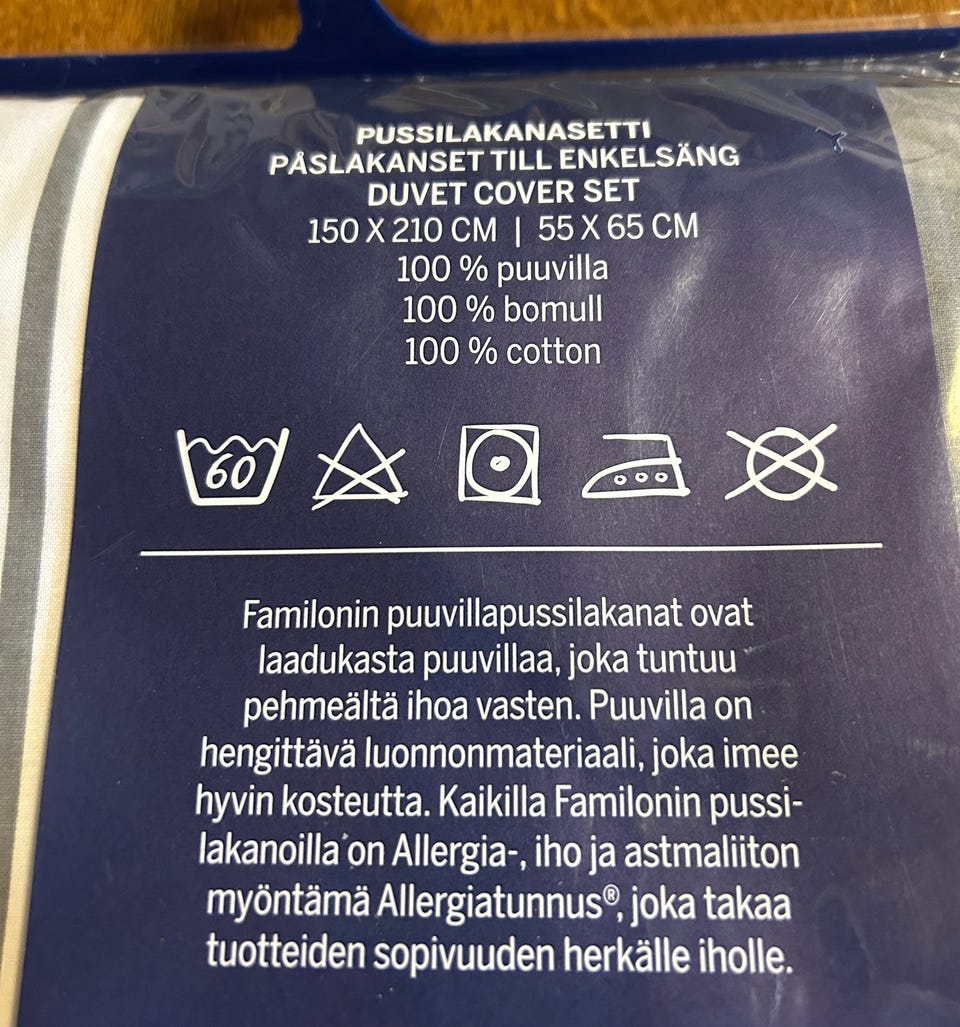 PUSSILAKANASETTI
PÅSLAKANSET TILL ENKELSÄNG
DUVET COVER SET
150 X 210 CM | 55 X 65 CM
100 % puuvilla
100 % bomull
100 % cotton
60
Familonin puuvillapussilakanat ovat
laadukasta puuvillaa, joka tuntuu
pehmeältä ihoa vasten. Puuvilla on
hengittävä luonnonmateriaali, joka imee
hyvin kosteutta. Kaikilla Familonin pussi-
lakanoilla on Allergia-, iho ja astmaliiton
myöntämä Allergiatunnus®, joka takaa
tuotteiden sopivuuden herkälle iholle.